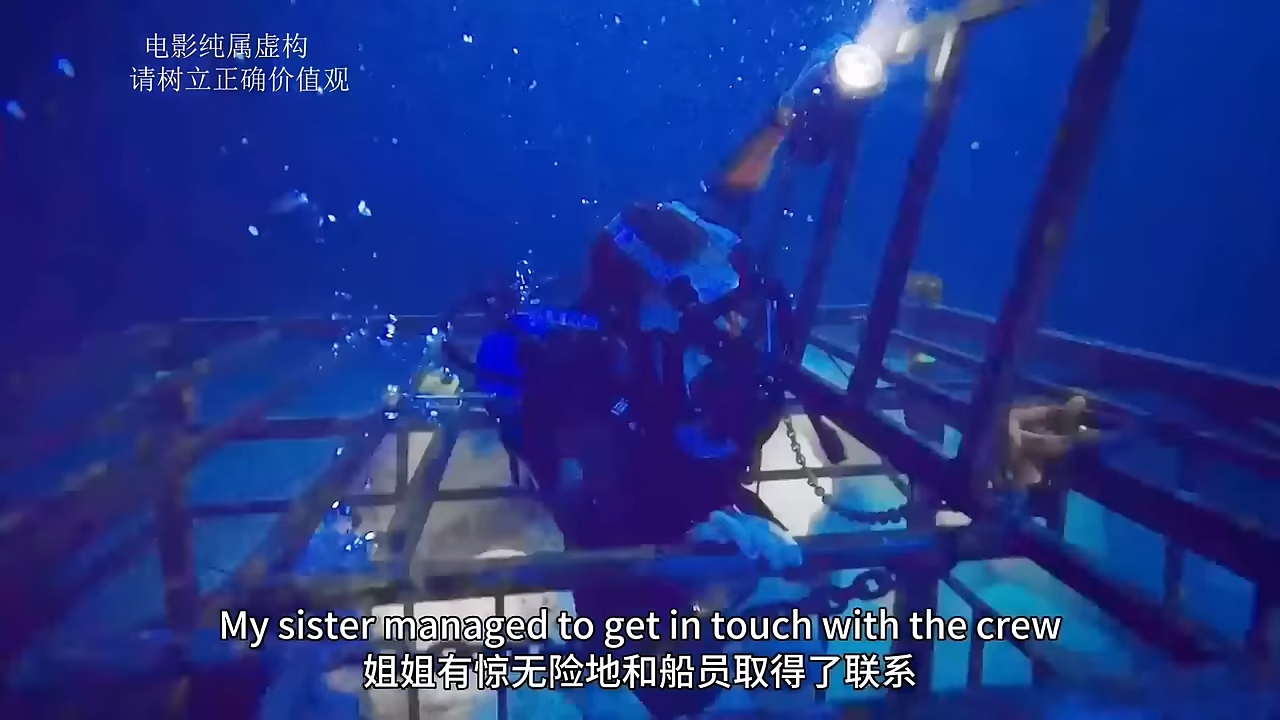 电影纯属虚构
请树立正确价值观
My sister managed to get in touch with the crew
姐姐有惊无险地和船员取得了联系